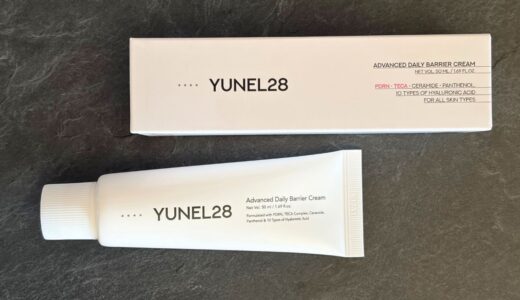 YUNEL28
ADVANCED DAILY BARRIER CREAM
NET VOL. 50 ML / 1.69 FL.OZ
PDRN · TECA · CERAMIDE · PANTHENOL
10 TYPES OF HYALURONIC ACID
FOR ALL SKIN TYPES
YUNEL28
Advanced Daily Barrier Cream
Net Vol. 50 ml / 1.69 fl.oz
Formulated with PDRN, TECA Complex, Ceramide,
Panthenol & 10 Types of Hyaluronic Acid